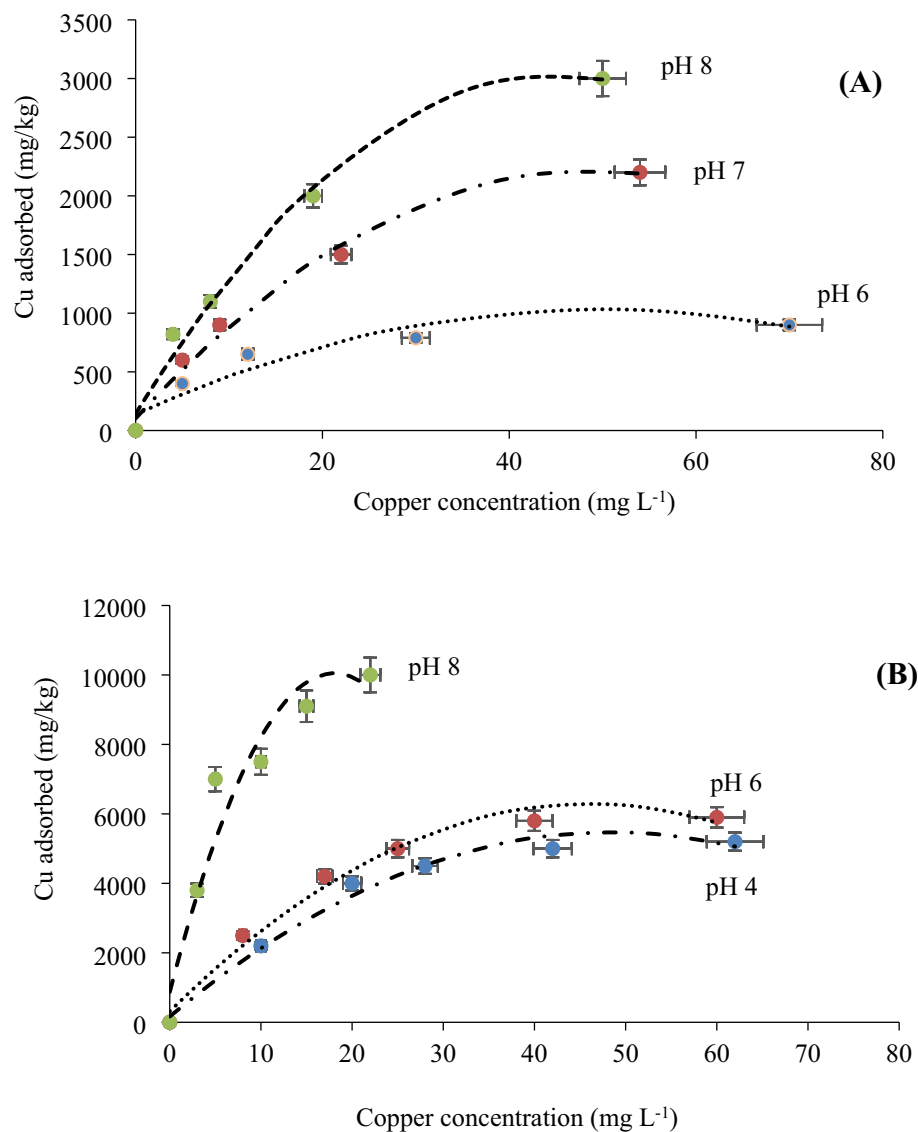 3500
3000
2500
2000
1500
1000
500
0
Cu adsorbed (mg/kg)
pH 8
(A)
pH 7
pH 6
0 20 40 60 80
Copper concentration (mg L⁻¹)
12000
10000
8000
6000
4000
2000
0
Cu adsorbed (mg/kg)
pH 8
(B)
pH 6
pH 4
0 10 20 30 40 50 60 70 80
Copper concentration (mg L⁻¹)